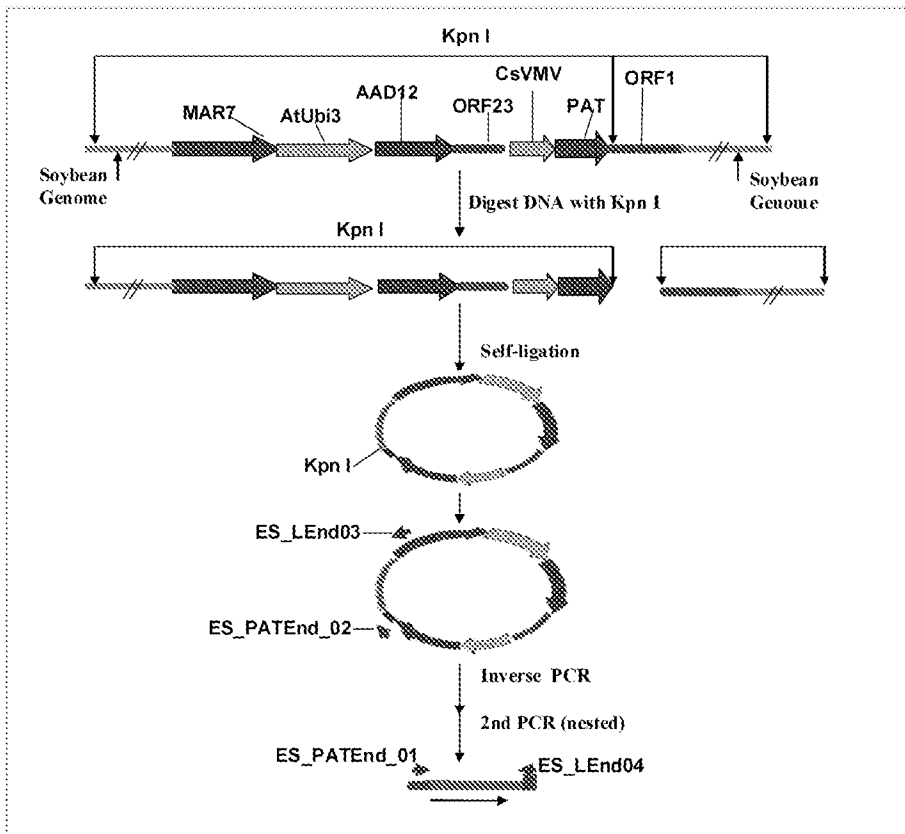 Kpn I
CsVMV
ORF1
AAD12
PAT
MAR7
AtUbi3
ORF23
Soybean
Genome
Soybean
Genome
Digest DNA with Kpn I
Kpn I
Self-ligation
Kpn I
ES_LEnd03
ES_PATEnd_02
Inverse PCR
2nd PCR (nested)
ES_PATEnd_01
ES_LEnd04